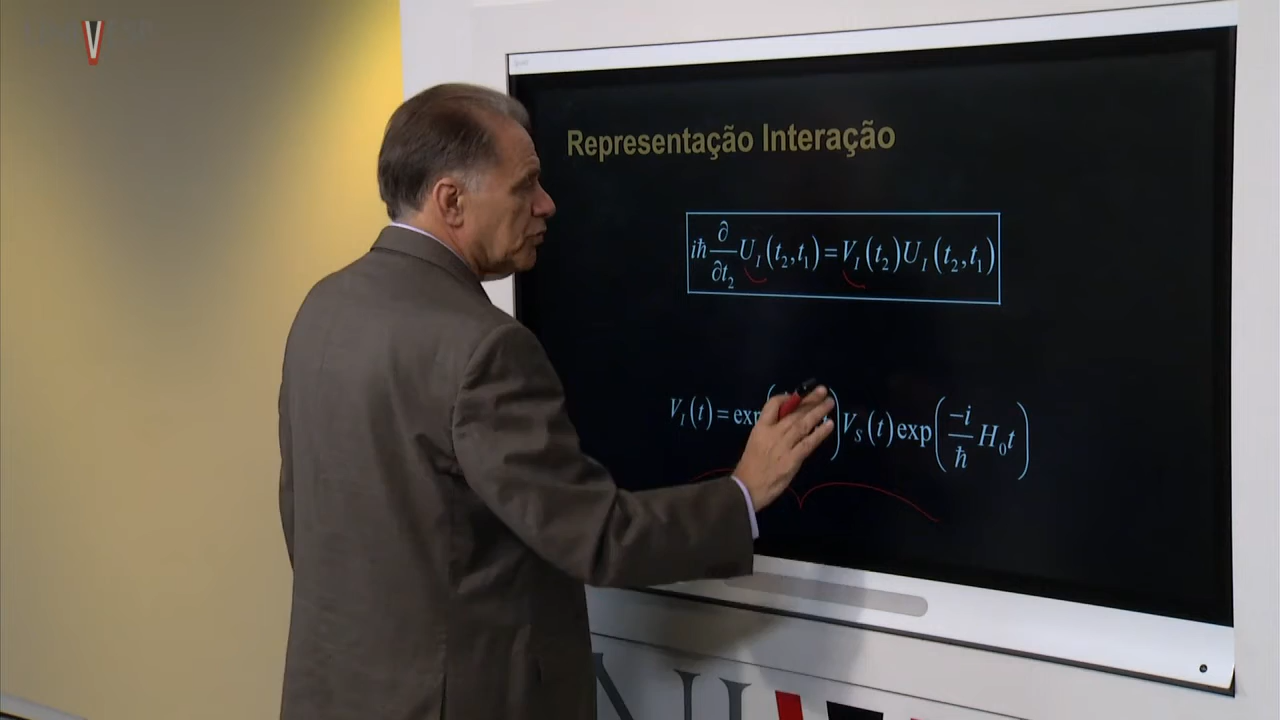 Representação Interação
iħ ∂/∂t₂ U_I(t₂,t₁)=V_I(t₂)U_I(t₂,t₁)
V_I(t)=exp( )V_S(t)exp(-i/ħ H₀t)